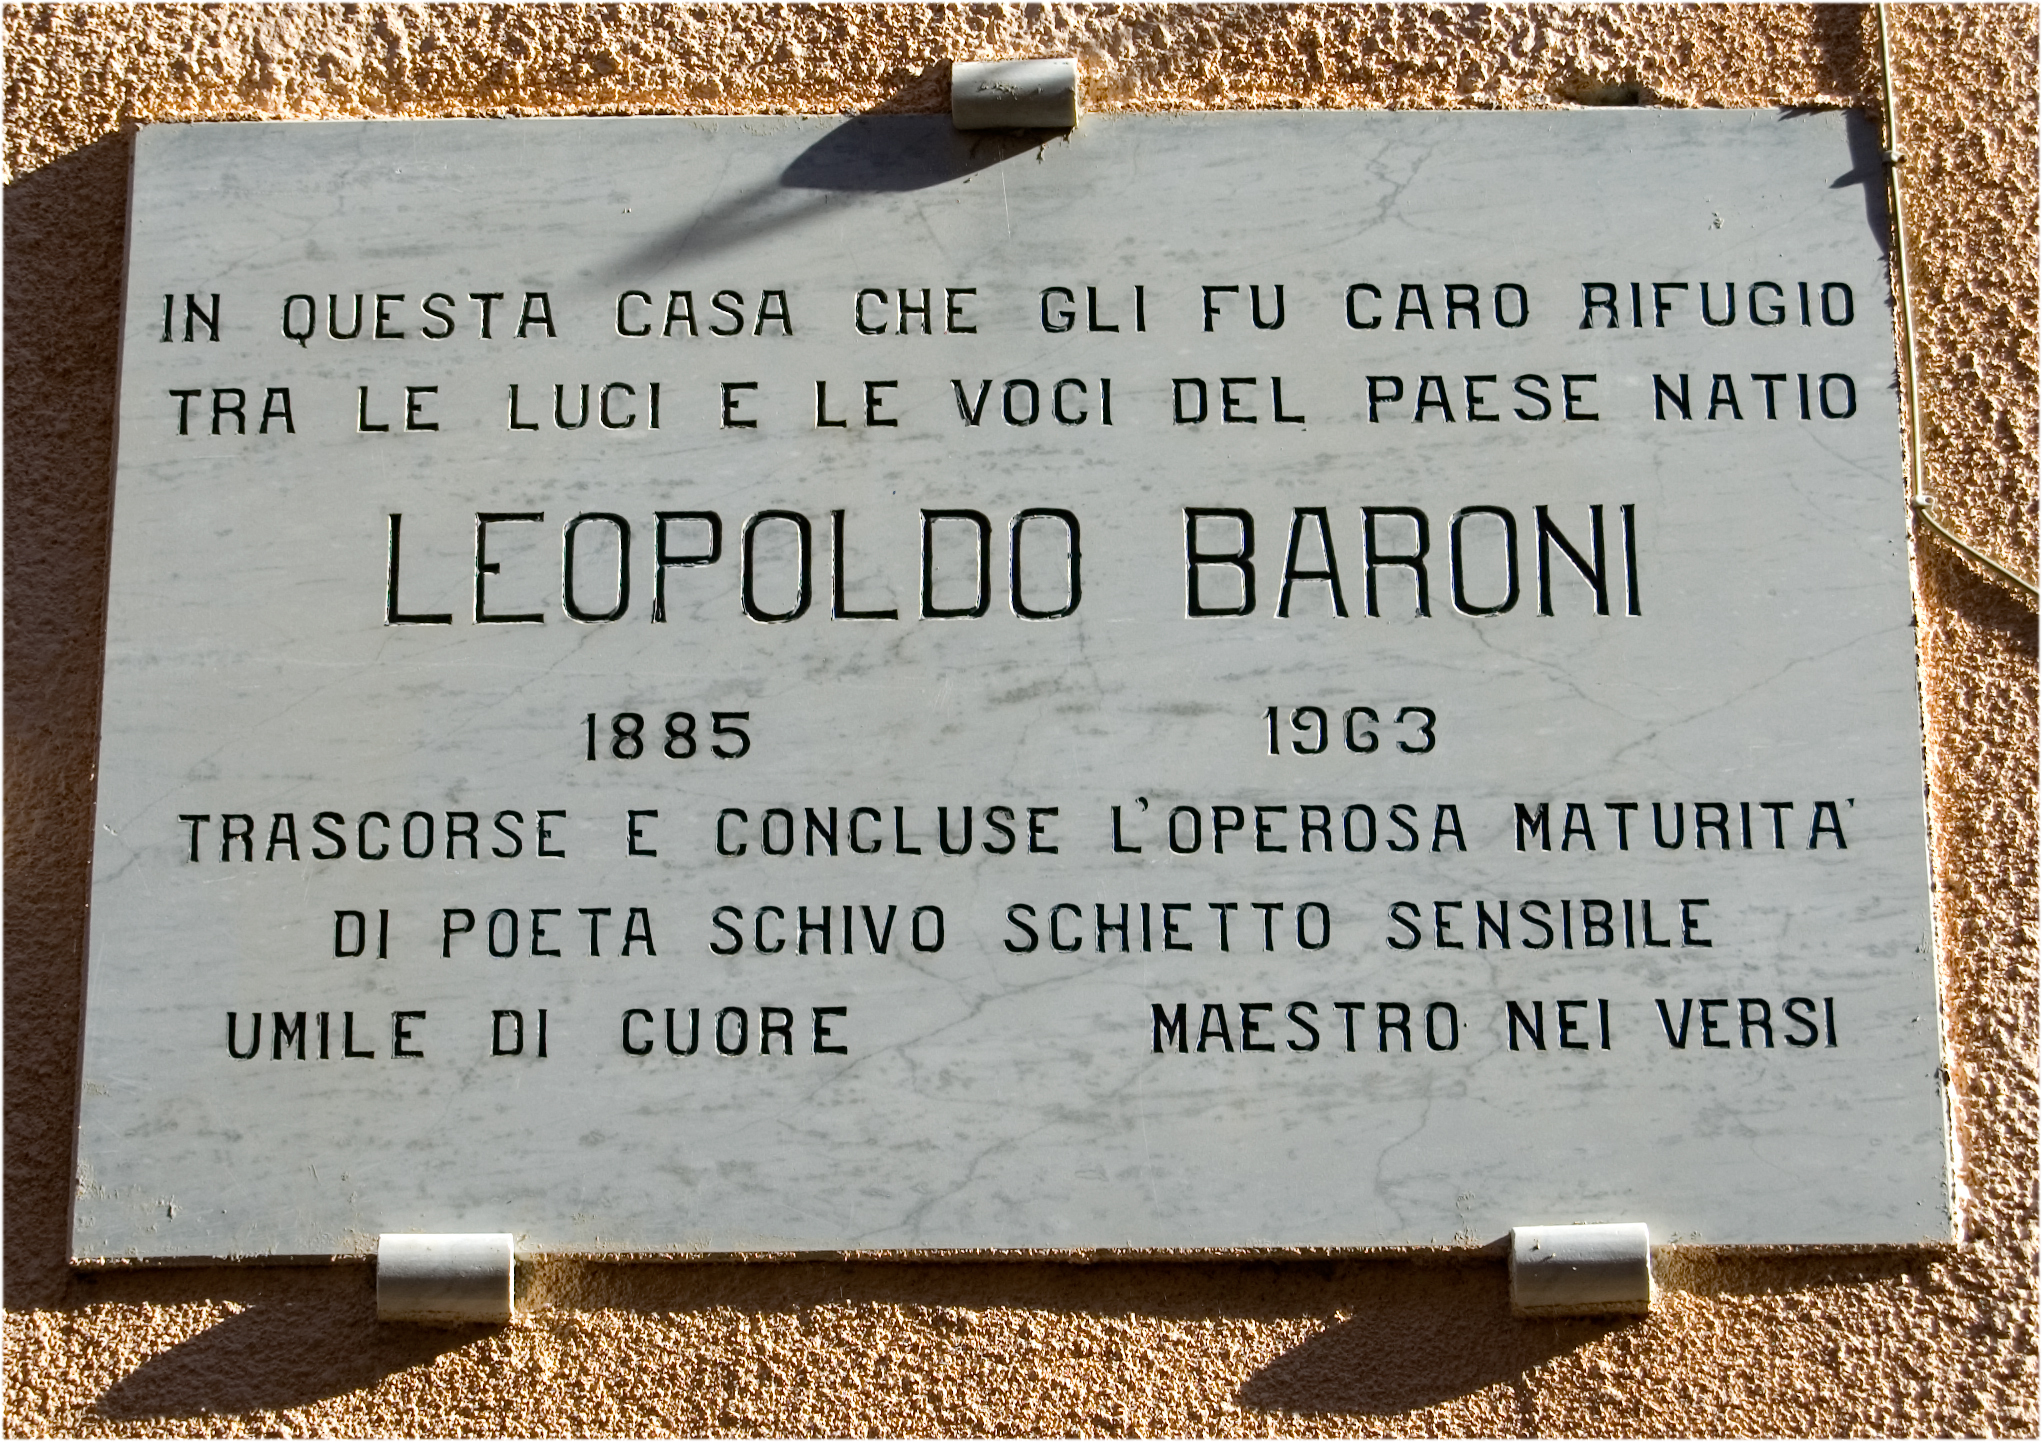 IN QUESTA CASA CHE GLI FU CARO RIFUGIO
TRA LE LUCI E LE VOCI DEL PAESE NATIO
LEOPOLDO BARONI
1885 1963
TRASCORSE E CONCLUSE L'OPEROSA MATURITA'
DI POETA SCHIVO SCHIETTO SENSIBILE
UMILE DI CUORE MAESTRO NEI VERSI